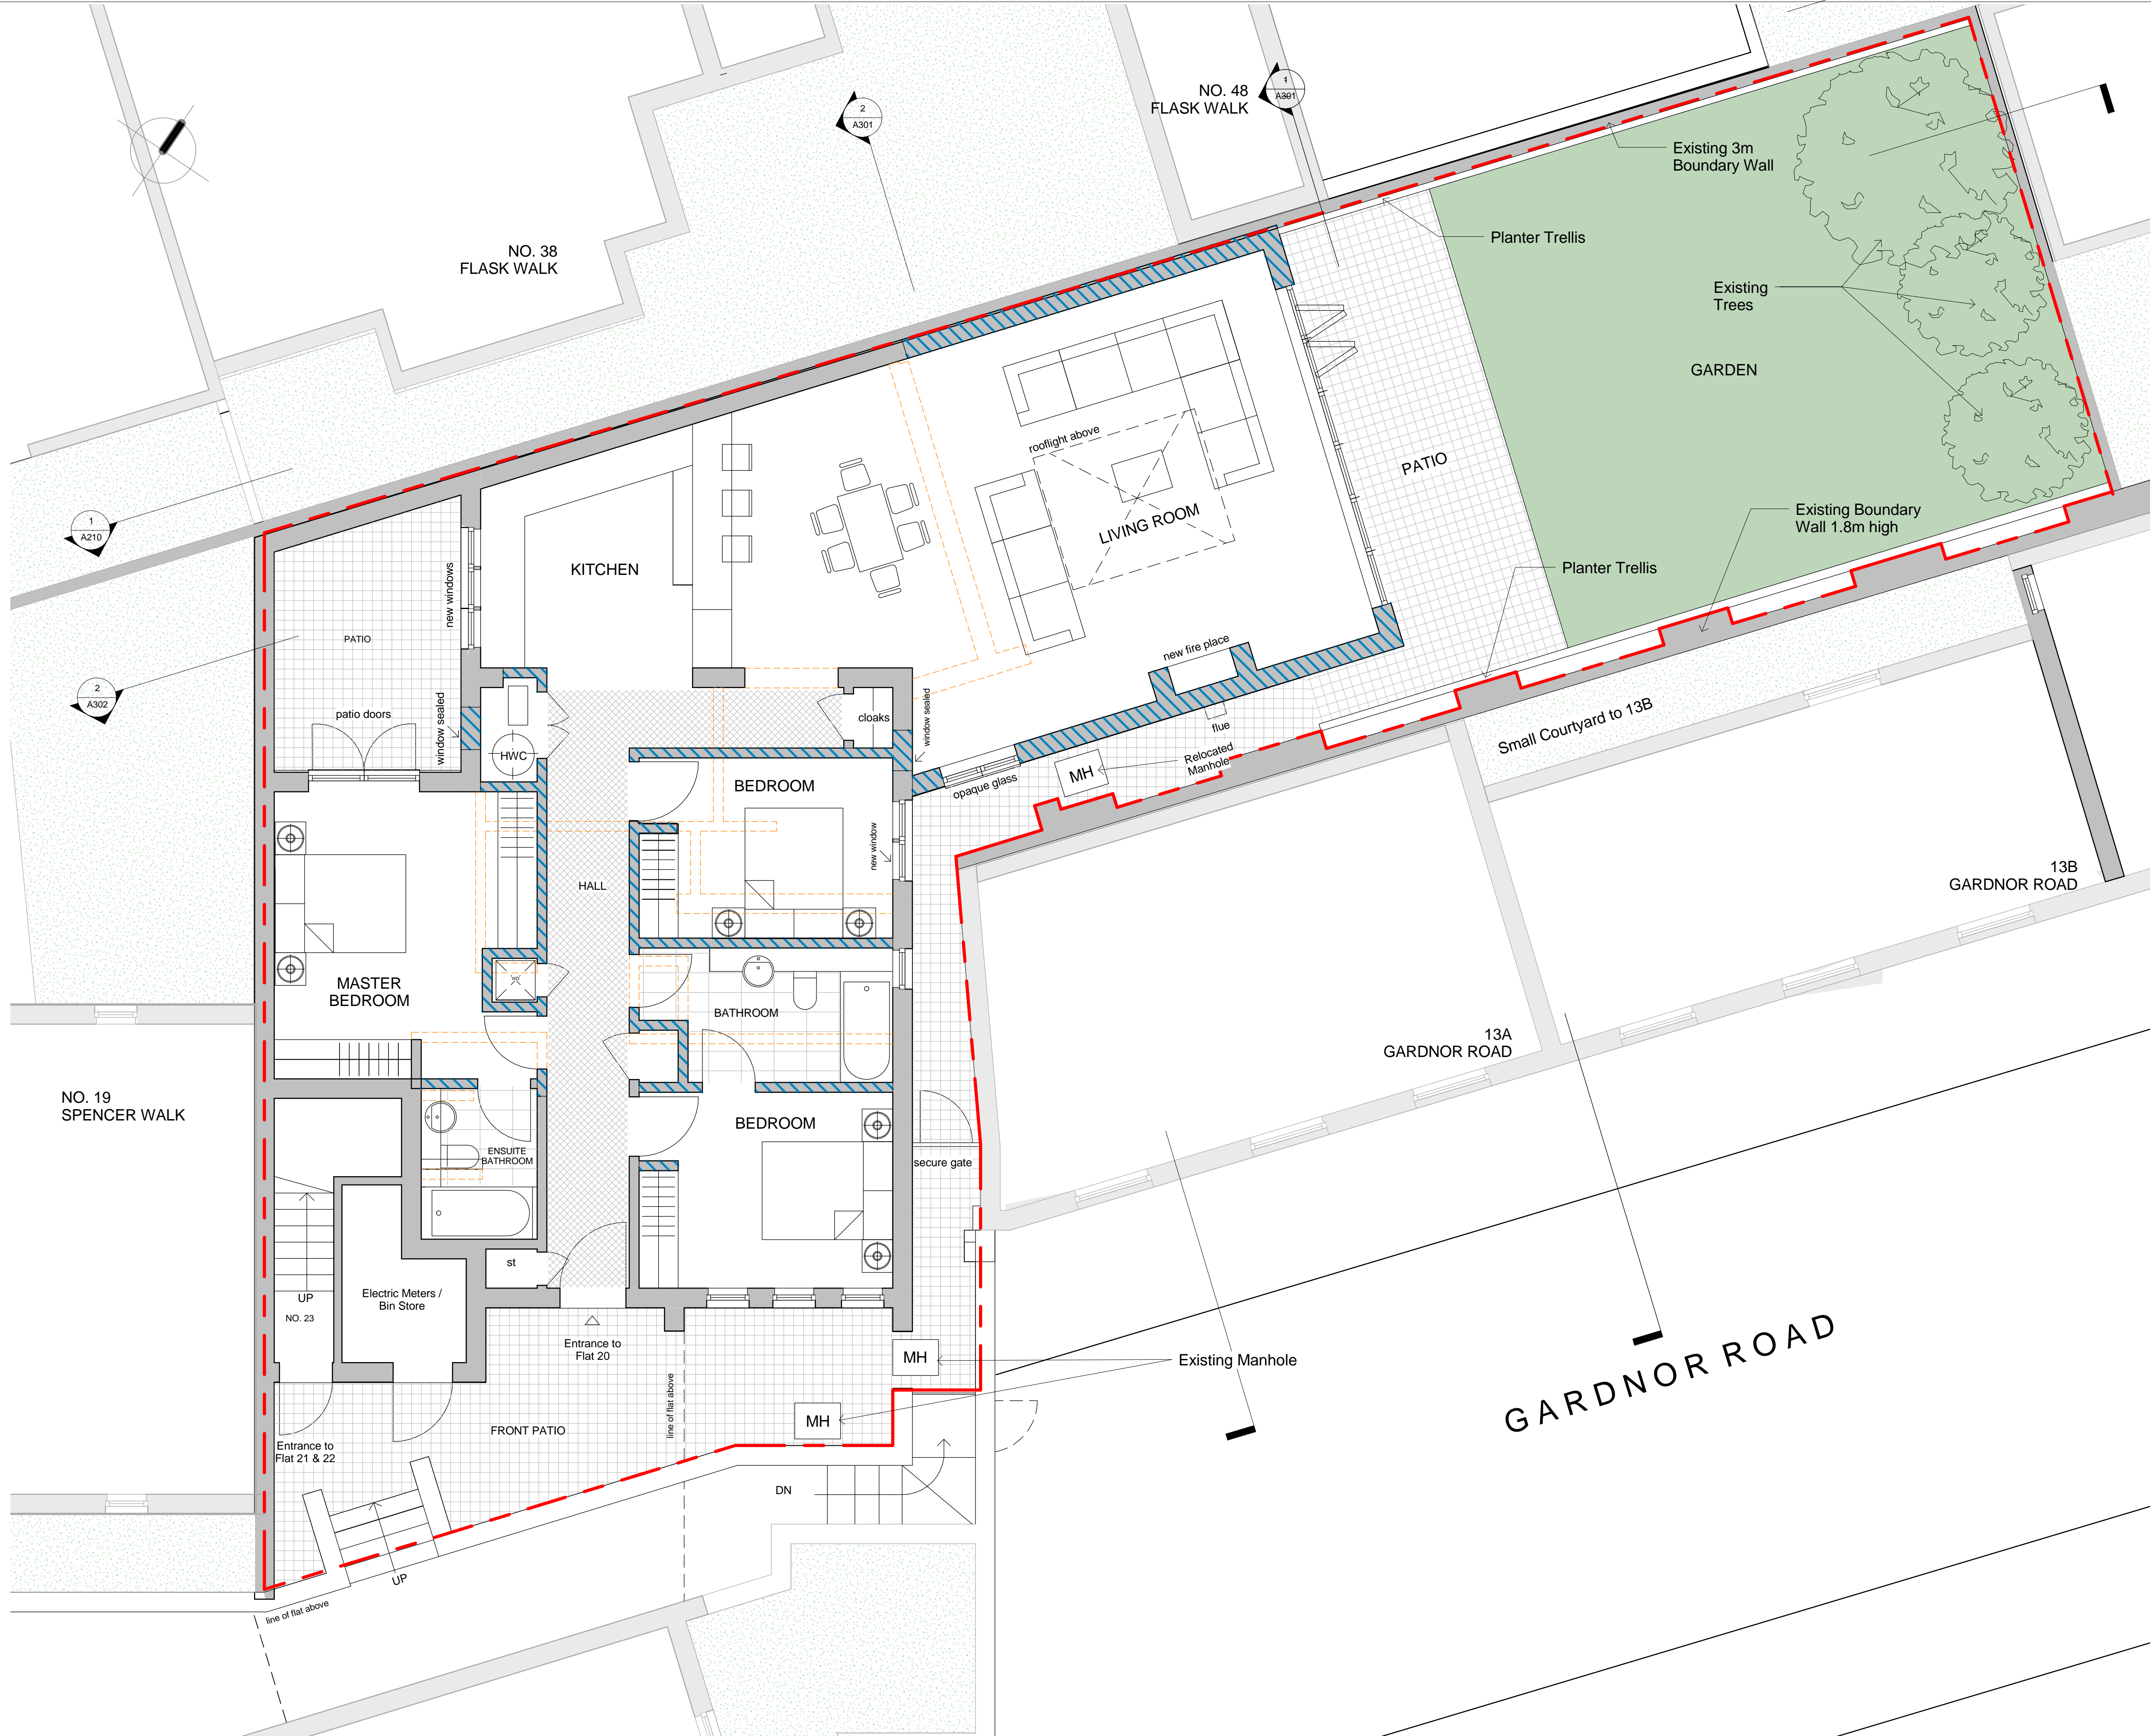 NO. 48
FLASK WALK
1
A301
2
A301
Existing 3m
Boundary Wall
Planter Trellis
NO. 38
FLASK WALK
Existing
Trees
GARDEN
rooflight above
PATIO
LIVING ROOM
Existing Boundary
Wall 1.8m high
Planter Trellis
1
A210
KITCHEN
new windows
PATIO
new fire place
2
A302
patio doors
window sealed
cloaks
window sealed
flue
Small Courtyard to 13B
HWC
Relocated
Manhole
MH
opaque glass
BEDROOM
new window
HALL
13B
GARDNOR ROAD
MASTER
BEDROOM
BATHROOM
13A
GARDNOR ROAD
NO. 19
SPENCER WALK
BEDROOM
ENSUITE
BATHROOM
secure gate
st
UP
NO. 23
Electric Meters /
Bin Store
Entrance to
Flat 20
MH
Existing Manhole
GARDNOR ROAD
line of flat above
MH
FRONT PATIO
Entrance to
Flat 21 & 22
DN
UP
line of flat above